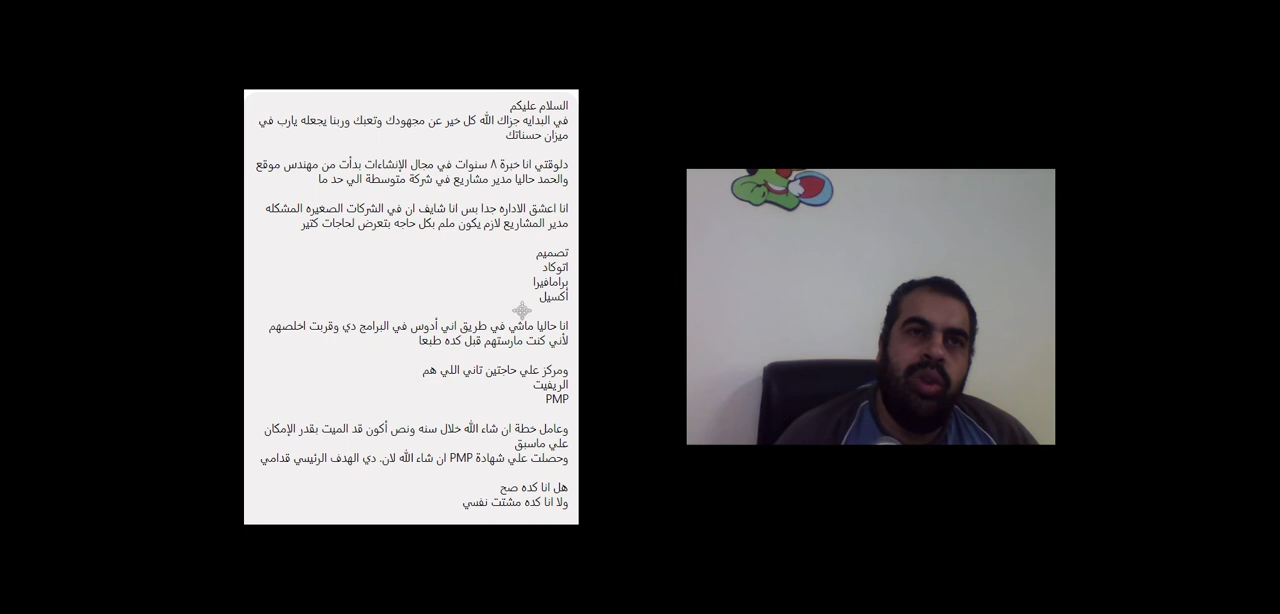 السلام عليكم
في البدايه جزاك الله كل خير عن مجهودك وتعبك وربنا يجعله يارب في
ميزان حسناتك
دلوقتي انا خبرة ٨ سنوات في مجال الإنشاءات بدأت من مهندس موقع
والحمد حاليا مدير مشاريع في شركة متوسطة الي حد ما
انا اعشق الاداره جدا بس انا شايف ان في الشركات الصغيره المشكله
مدير المشاريع لازم يكون ملم بكل حاجه بتعرض لحاجات كتير
تصميم
اتوكاد
برامافيرا
أكسيل
انا حاليا ماشي في طريق اني أدوس في البرامج دي وقربت اخلصهم
لأني كنت مارستهم قبل كده طبعا
ومركز علي حاجتين تاني اللي هم
الريفيت
PMP
وعامل خطة ان شاء الله خلال سنه ونص أكون قد الميت بقدر الإمكان
علي ماسبق
وحصلت علي شهادة PMP ان شاء الله لان. دي الهدف الرئيسي قدامي
هل انا كده صح
ولا انا كده مشتت نفسي